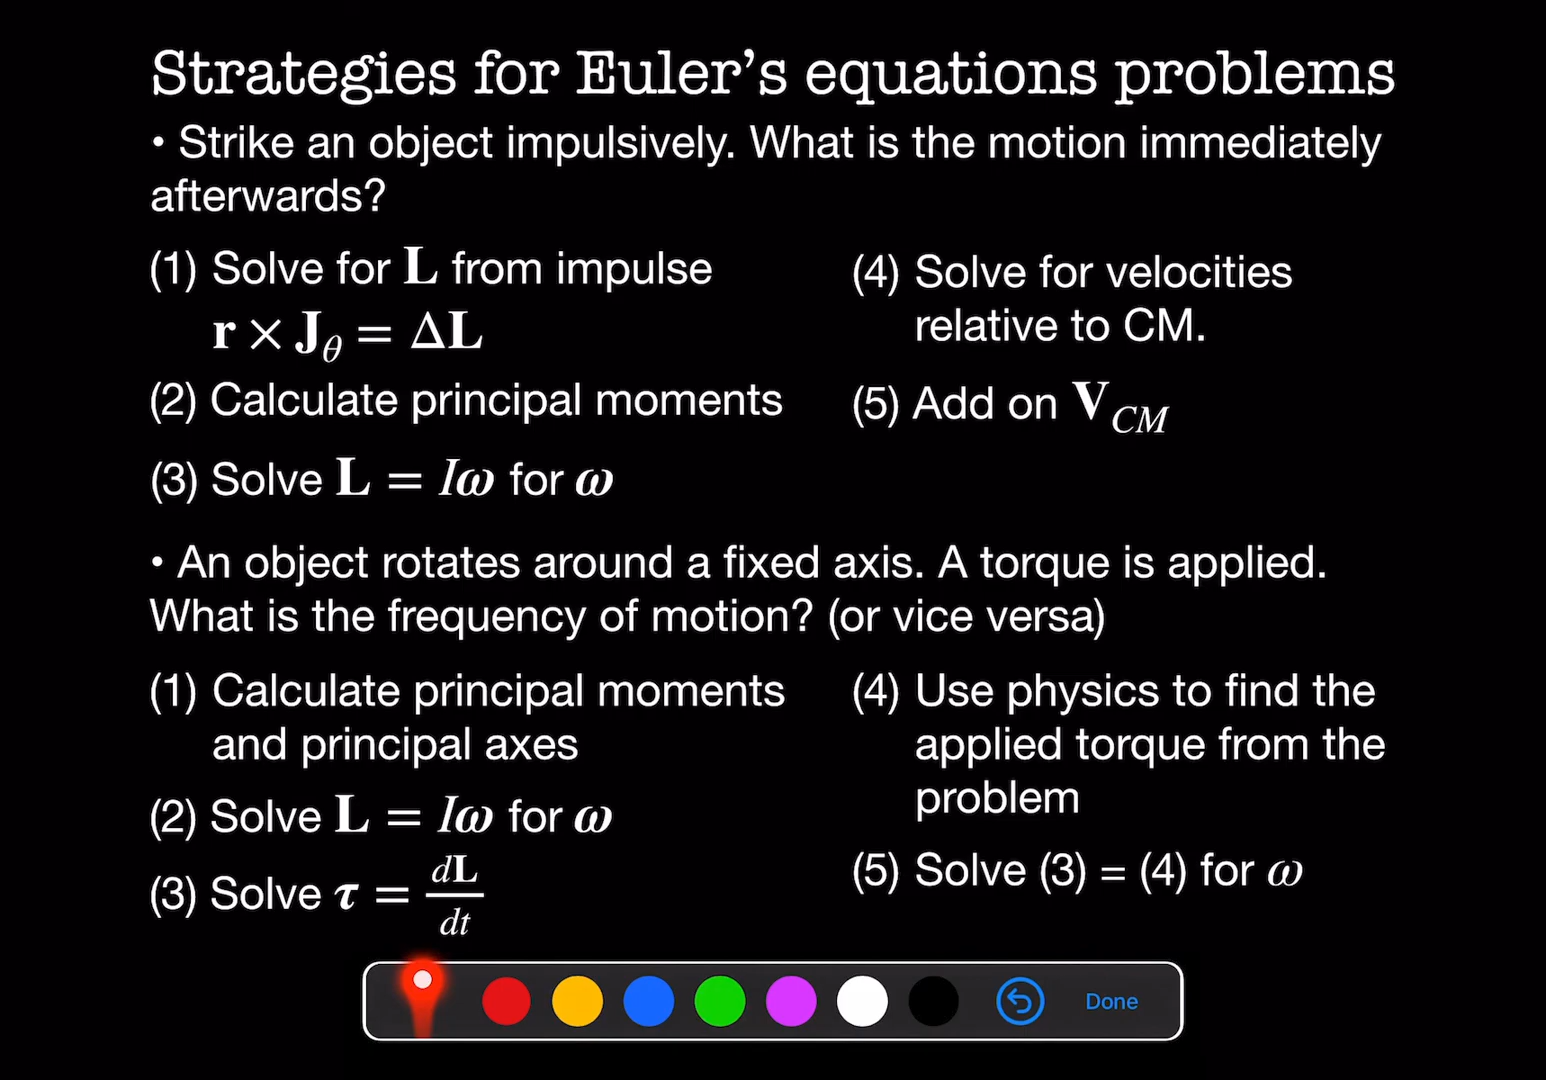 Strategies for Euler’s equations problems
• Strike an object impulsively. What is the motion immediately
afterwards?
(1) Solve for L from impulse
r × J_θ = ΔL
(2) Calculate principal moments
(3) Solve L = Iω for ω
(4) Solve for velocities
relative to CM.
(5) Add on V_CM
• An object rotates around a fixed axis. A torque is applied.
What is the frequency of motion? (or vice versa)
(1) Calculate principal moments
and principal axes
(2) Solve L = Iω for ω
(3) Solve τ = dL/dt
(4) Use physics to find the
applied torque from the
problem
(5) Solve (3) = (4) for ω
Done